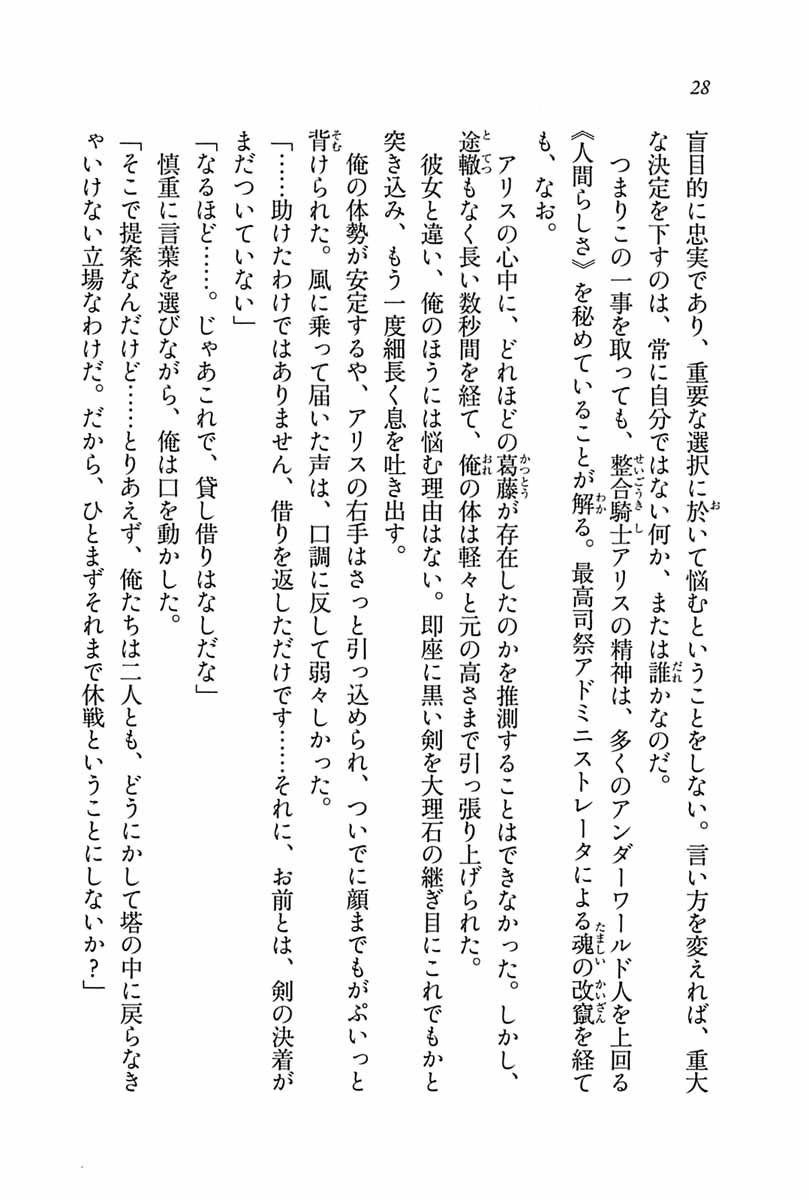 28
盲目的に忠実であり、重要な選択に於いて悩むということをしない。言い方を変えれば、重大
な決定を下すのは、常に自分ではない何か、または誰かなのだ。
　つまりこの一事を取っても、整合騎士アリスの精神は、多くのアンダーワールド人を上回る
《人間らしさ》を秘めていることが解る。最高司祭アドミニストレータによる魂の改竄を経て
も、なお。
　アリスの心中に、どれほどの葛藤が存在したのかを推測することはできなかった。しかし、
途轍もなく長い数秒間を経て、俺の体は軽々と元の高さまで引っ張り上げられた。
　彼女と違い、俺のほうには悩む理由はない。即座に黒い剣を大理石の継ぎ目にこれでもかと
突き込み、もう一度細長く息を吐き出す。
　俺の体勢が安定するや、アリスの右手はさっと引っ込められ、ついでに顔までもがぷいっと
背けられた。風に乗って届いた声は、口調に反して弱々しかった。
「……助けたわけではありません、借りを返しただけです……それに、お前とは、剣の決着が
まだついていない」
「なるほど……。じゃあこれで、貸し借りはなしだな」
　慎重に言葉を選びながら、俺は口を動かした。
「そこで提案なんだけど……とりあえず、俺たちは二人とも、どうにかして塔の中に戻らなき
ゃいけない立場なわけだ。だから、ひとまずそれまで休戦ということにしないか？」